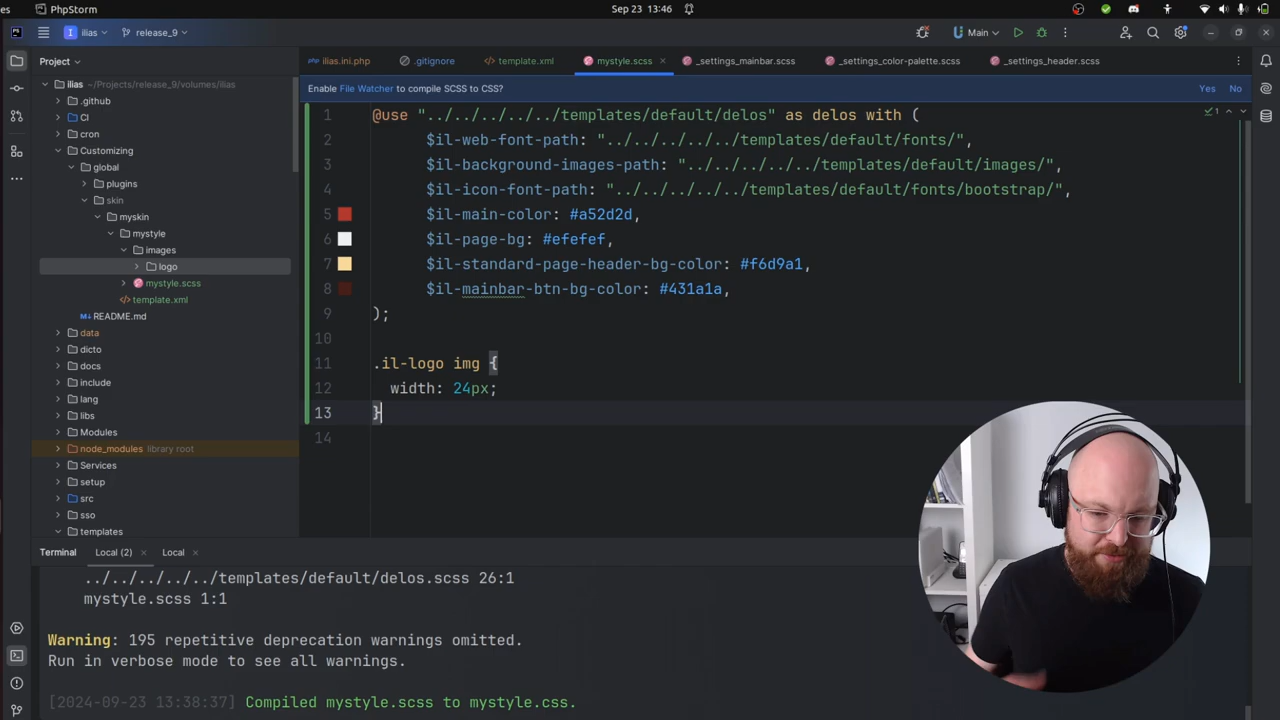 es
PhpStorm
Sep 23 13:46
PS
I ilias
release_9
Main
Project
ilias.ini.php
.gitignore
template.xml
mystyle.scss
_settings_mainbar.scss
_settings_color-palette.scss
_settings_header.scss
Enable File Watcher to compile SCSS to CSS?
Yes
No
ilias ~/Projects/release_9/volumes/ilias
.github
CI
cron
Customizing
global
plugins
skin
myskin
mystyle
images
logo
mystyle.scss
template.xml
README.md
data
dicto
docs
include
lang
libs
Modules
node_modules library root
Services
setup
src
sso
templates
1 @use "../../../../../templates/default/delos" as delos with (
2 $il-web-font-path: "../../../../../templates/default/fonts/",
3 $il-background-images-path: "../../../../../templates/default/images/",
4 $il-icon-font-path: "../../../../../templates/default/fonts/bootstrap/",
5 $il-main-color: #a52d2d,
6 $il-page-bg: #efefef,
7 $il-standard-page-header-bg-color: #f6d9a1,
8 $il-mainbar-btn-bg-color: #431a1a,
9 );
10
11 .il-logo img {
12 width: 24px;
13 }
14
1
Terminal
Local (2)
Local
../../../../../templates/default/delos.scss 26:1
mystyle.scss 1:1
Warning: 195 repetitive deprecation warnings omitted.
Run in verbose mode to see all warnings.
[2024-09-23 13:38:37] Compiled mystyle.scss to mystyle.css.